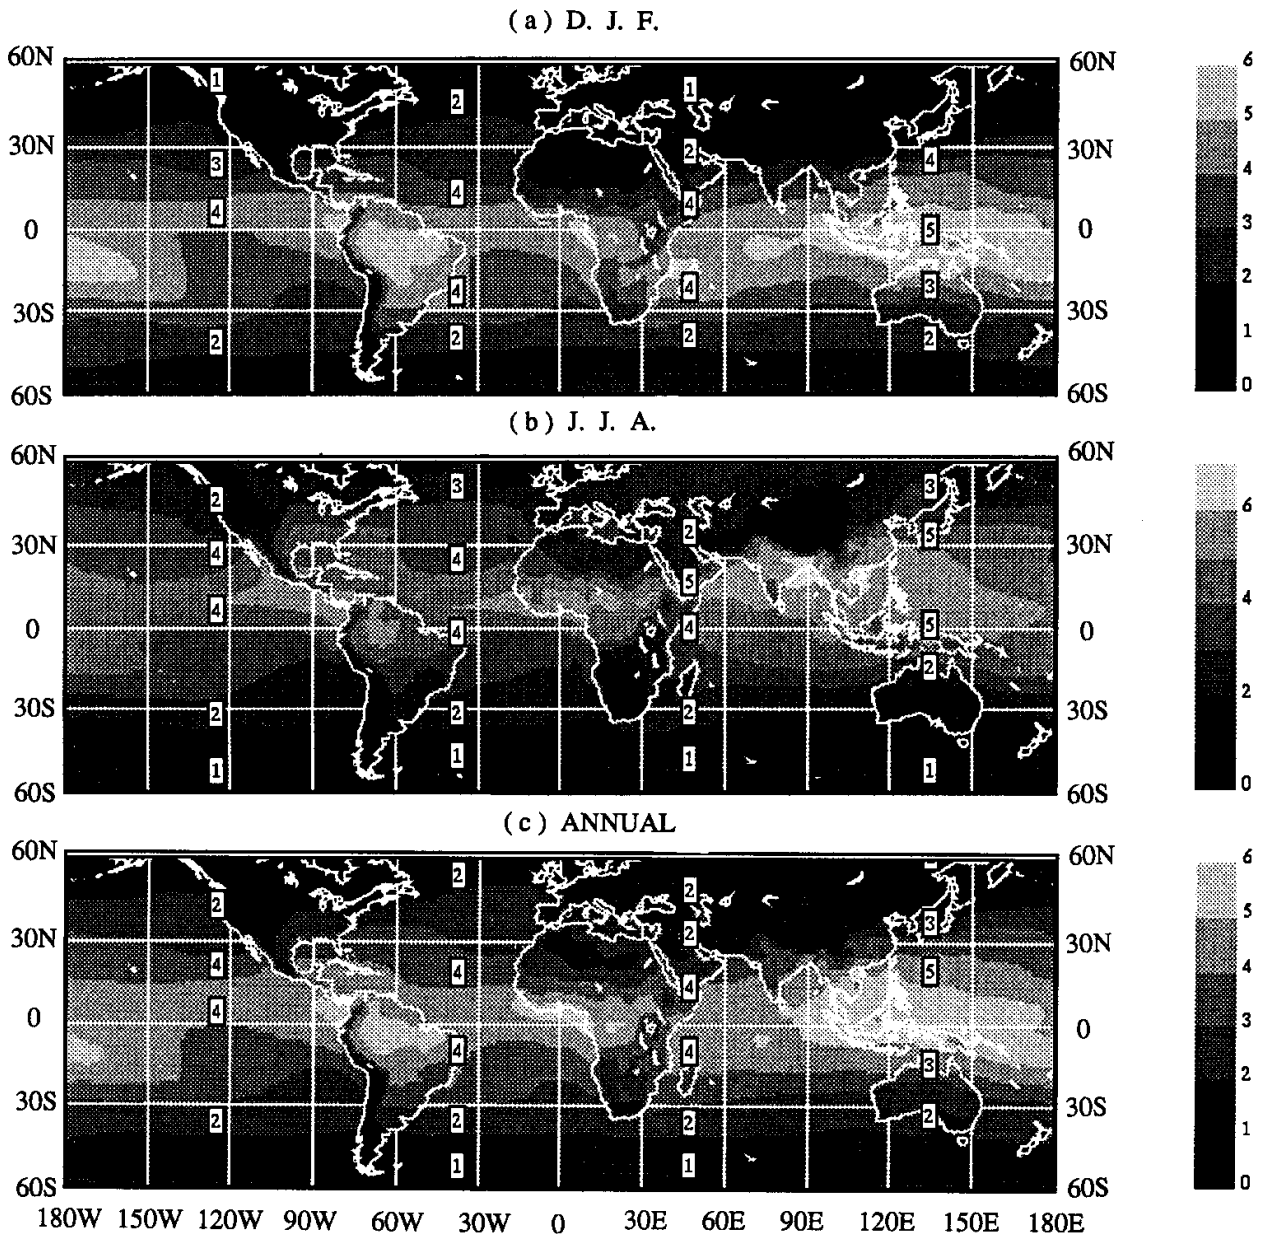 ( a ) D. J. F.
60N 60N 6
1 1
2
5
30N 2 4 30N
3 4
4 4
4 3
0 5 0
2
4 4 3
30S 30S
2 2 2 2 1
60S 60S 0
( b ) J. J. A.
60N 60N
2 3 3 6
2 5
30N 4 4 30N
5 4
4
0 4 4 5 0
2
2
30S 2 2 2 30S
1
1 1 1
60S 60S 0
( c ) ANNUAL
60N 60N 6
2 2
2 5
2 3
30N 30N
4 4 5 4
4
0 4 0 3
4 4 3
2
30S 30S
2 2 2 2
1
1 1
60S 60S 0
180W 150W 120W 90W 60W 30W 0 30E 60E 90E 120E 150E 180E